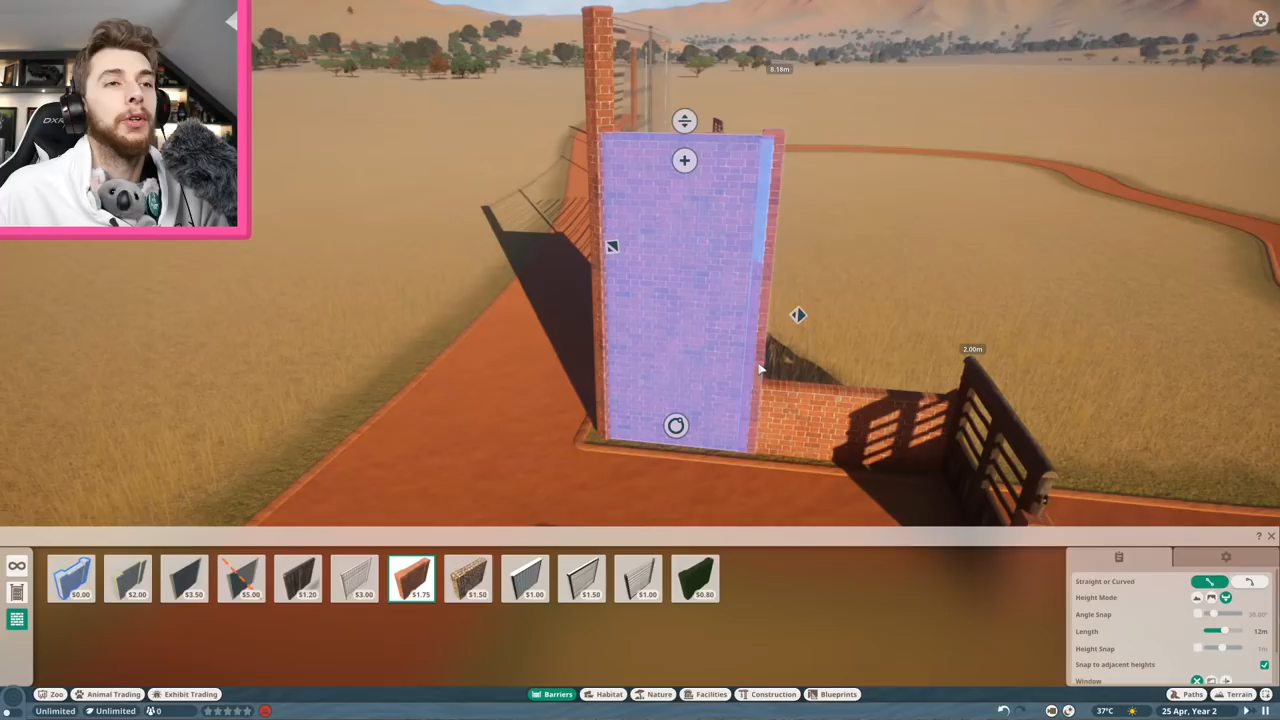 DXR
8.18m
2.00m
$0.00
$2.00
$3.50
$5.00
$1.20
$3.00
$1.75
$1.50
$1.00
$1.50
$1.00
$0.80
?
Straight or Curved
Height Mode
Angle Snap
Length
12m
Height Snap
1m
Snap to adjacent heights
Window
Zoo
Animal Trading
Exhibit Trading
Barriers
Habitat
Nature
Facilities
Construction
Blueprints
Paths
Terrain
Unlimited
Unlimited
0
37°C
25 Apr, Year 2